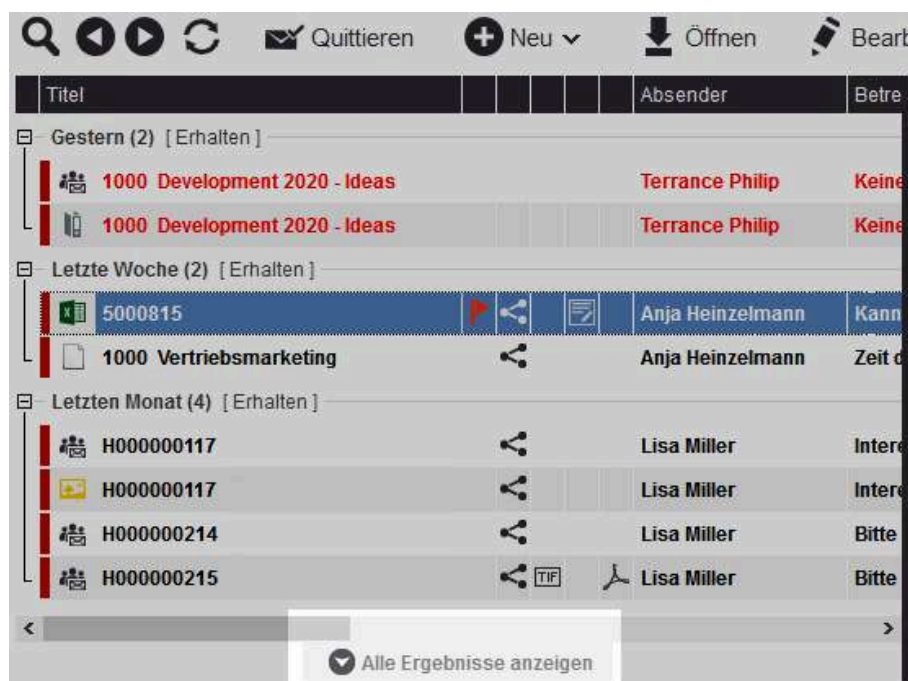 Quittieren Neu Öffnen Bearb
Titel Absender Betre
Gestern (2) [ Erhalten ]
1000 Development 2020 - Ideas Terrance Philip Keine
1000 Development 2020 - Ideas Terrance Philip Keine
Letzte Woche (2) [ Erhalten ]
5000815 Anja Heinzelmann Kann
1000 Vertriebsmarketing Anja Heinzelmann Zeit d
Letzten Monat (4) [ Erhalten ]
H000000117 Lisa Miller Intere
H000000117 Lisa Miller Intere
H000000214 Lisa Miller Bitte
H000000215 TIF Lisa Miller Bitte
Alle Ergebnisse anzeigen